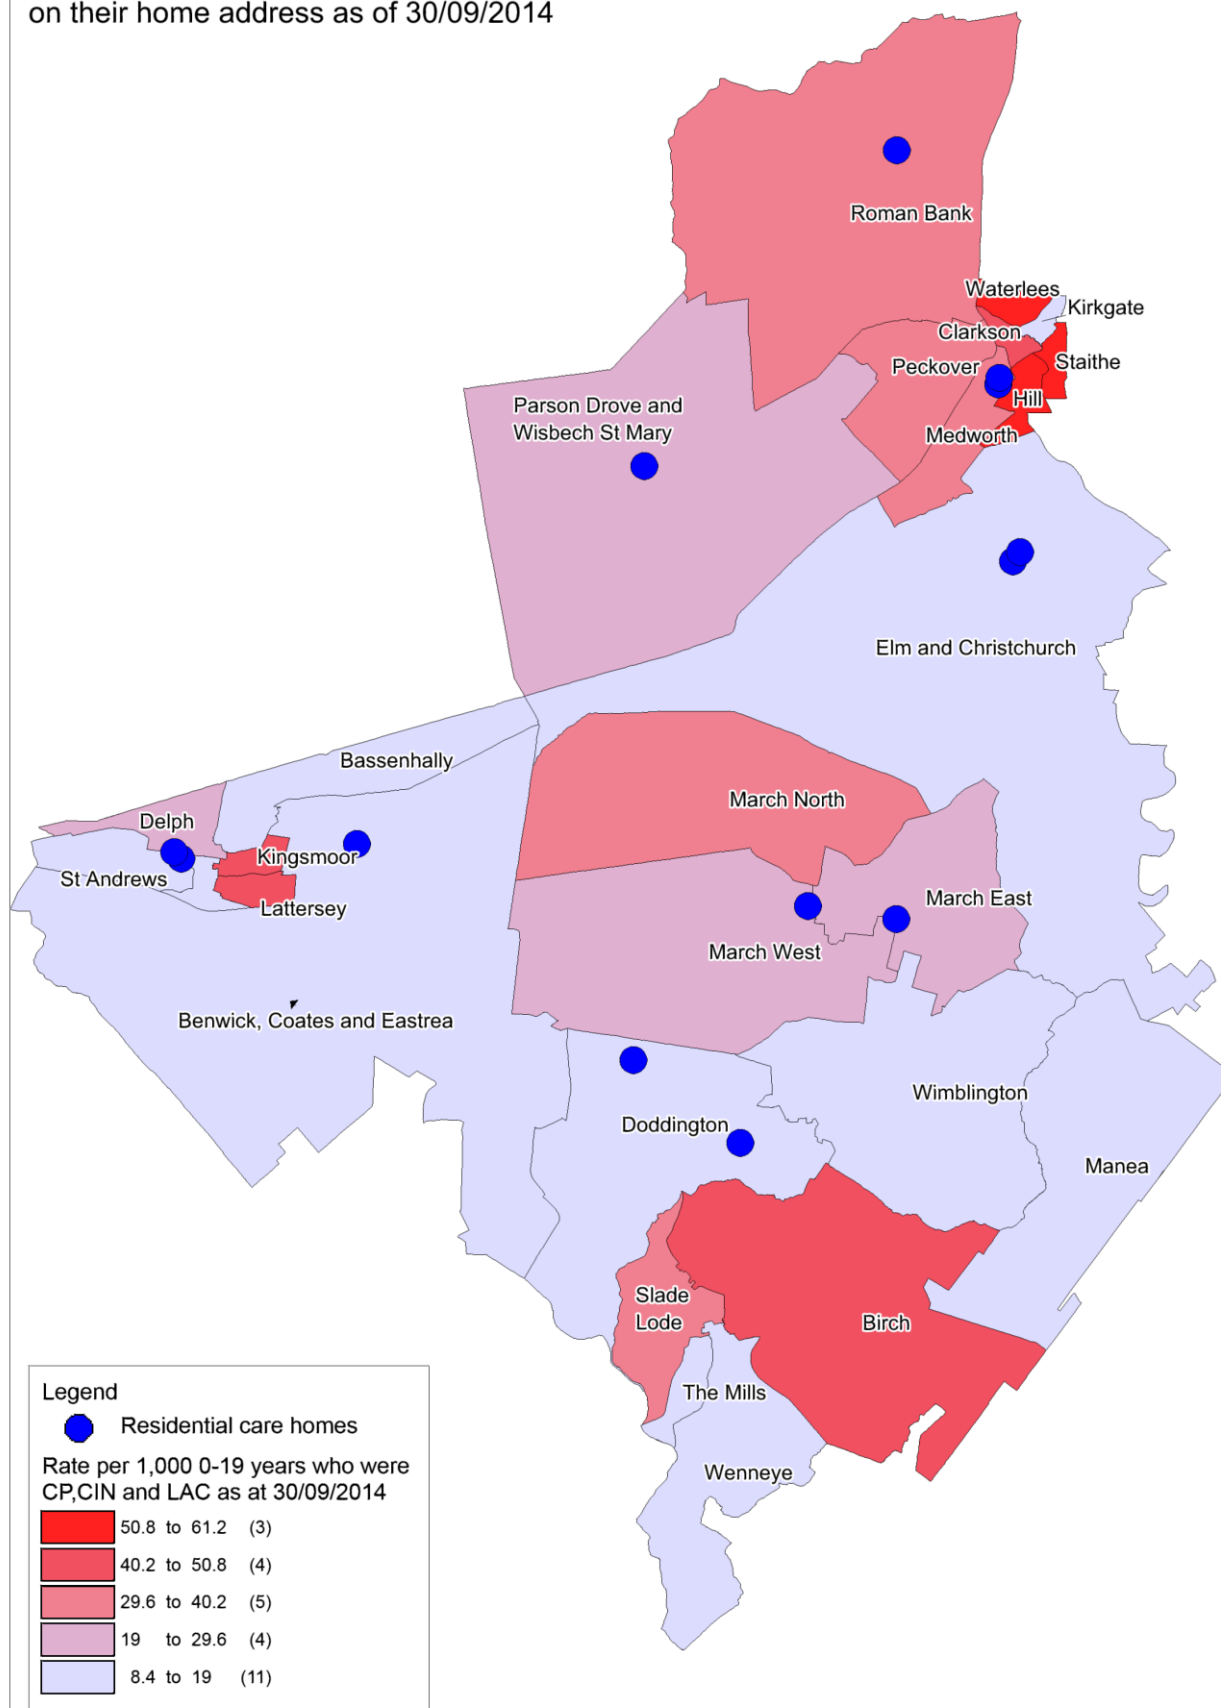 on their home address as of 30/09/2014
Roman Bank
Waterlees
Kirkgate
Clarkson
Staithe
Peckover
Hill
Parson Drove and
Wisbech St Mary
Medworth
Elm and Christchurch
Bassenhally
March North
Delph
Kingsmoor
St Andrews
Lattersey
March East
March West
Benwick, Coates and Eastrea
Wimblington
Doddington
Manea
Slade
Lode
Birch
The Mills
Wenneye
Legend
Residential care homes
Rate per 1,000 0-19 years who were
CP,CIN and LAC as at 30/09/2014
50.8 to 61.2 (3)
40.2 to 50.8 (4)
29.6 to 40.2 (5)
19 to 29.6 (4)
8.4 to 19 (11)